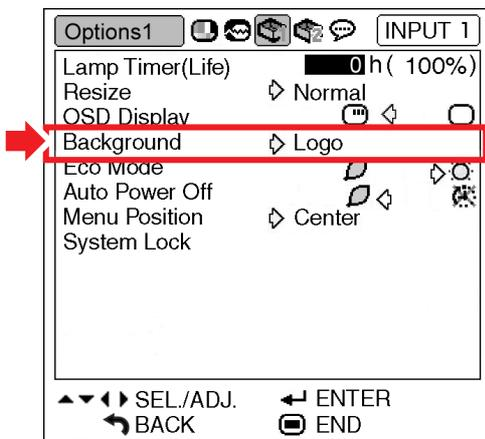 Options1 INPUT 1
Lamp Timer(Life) 0 h ( 100%)
Resize Normal
OSD Display
Background Logo
Eco Mode
Auto Power Off
Menu Position Center
System Lock
SEL./ADJ. ENTER
BACK END